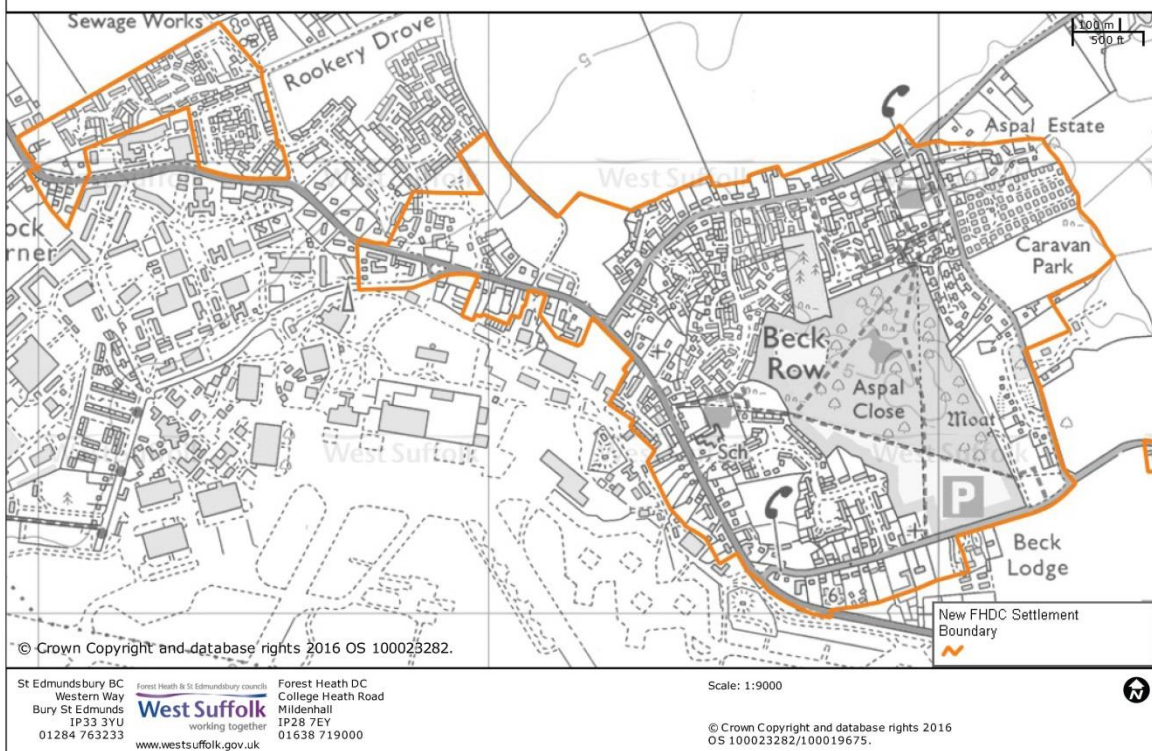 Sewage Works
Rookery Drove
5
100 m
500 ft
Aspal Estate
West Suffolk
Caravan
Park
ock
rner
Beck
Row
5
Aspal
Close
Moat
West Suffolk
Sch
P
Beck
Lodge
6
New FHDC Settlement
Boundary
© Crown Copyright and database rights 2016 OS 100023282.
St Edmundsbury BC
Western Way
Bury St Edmunds
IP33 3YU
01284 763233
Forest Heath & St Edmundsbury councils
West Suffolk
working together
www.westsuffolk.gov.uk
Forest Heath DC
College Heath Road
Mildenhall
IP28 7EY
01638 719000
Scale: 1:9000
© Crown Copyright and database rights 2016
OS 100023282/100019675.
N